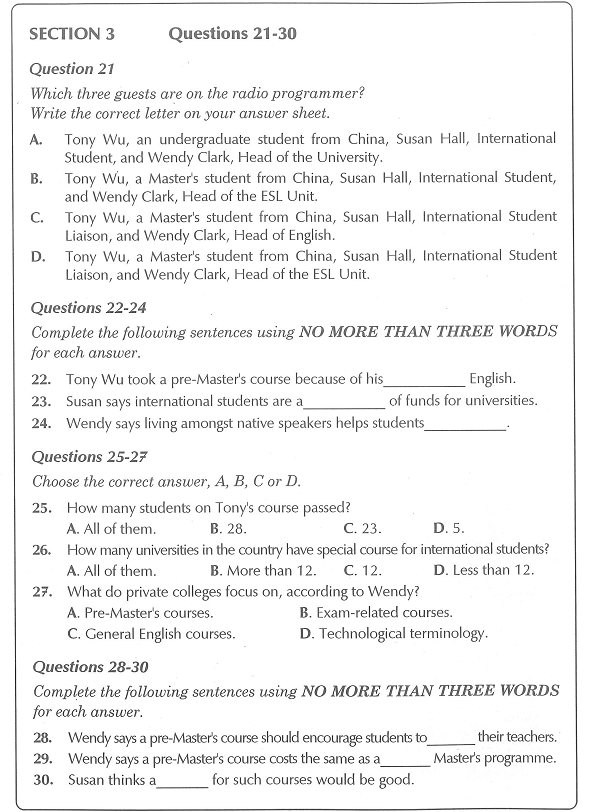 SECTION 3 Questions 21-30
Question 21
Which three guests are on the radio programmer?
Write the correct letter on your answer sheet.
A. Tony Wu, an undergraduate student from China, Susan Hall, International
Student, and Wendy Clark, Head of the University.
B. Tony Wu, a Master's student from China, Susan Hall, International Student,
and Wendy Clark, Head of the ESL Unit.
C. Tony Wu, a Master's student from China, Susan Hall, International Student
Liaison, and Wendy Clark, Head of English.
D. Tony Wu, a Master's student from China, Susan Hall, International Student
Liaison, and Wendy Clark, Head of the ESL Unit.
Questions 22-24
Complete the following sentences using NO MORE THAN THREE WORDS
for each answer.
22. Tony Wu took a pre-Master's course because of his__________ English.
23. Susan says international students are a__________ of funds for universities.
24. Wendy says living amongst native speakers helps students__________.
Questions 25-27
Choose the correct answer, A, B, C or D.
25. How many students on Tony's course passed?
A. All of them. B. 28. C. 23. D. 5.
26. How many universities in the country have special course for international students?
A. All of them. B. More than 12. C. 12. D. Less than 12.
27. What do private colleges focus on, according to Wendy?
A. Pre-Master's courses. B. Exam-related courses.
C. General English courses. D. Technological terminology.
Questions 28-30
Complete the following sentences using NO MORE THAN THREE WORDS
for each answer.
28. Wendy says a pre-Master's course should encourage students to______ their teachers.
29. Wendy says a pre-Master's course costs the same as a______ Master's programme.
30. Susan thinks a______ for such courses would be good.